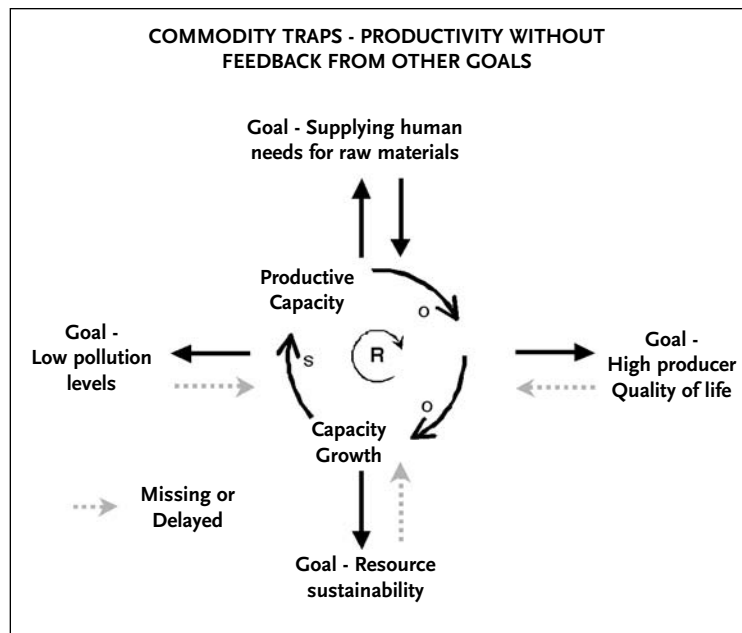 COMMODITY TRAPS - PRODUCTIVITY WITHOUT
FEEDBACK FROM OTHER GOALS
Goal - Supplying human
needs for raw materials
Productive
Capacity
o
Goal -
Low pollution
levels
s
R
Goal -
High producer
Quality of life
o
Capacity
Growth
Missing or
Delayed
Goal - Resource
sustainability